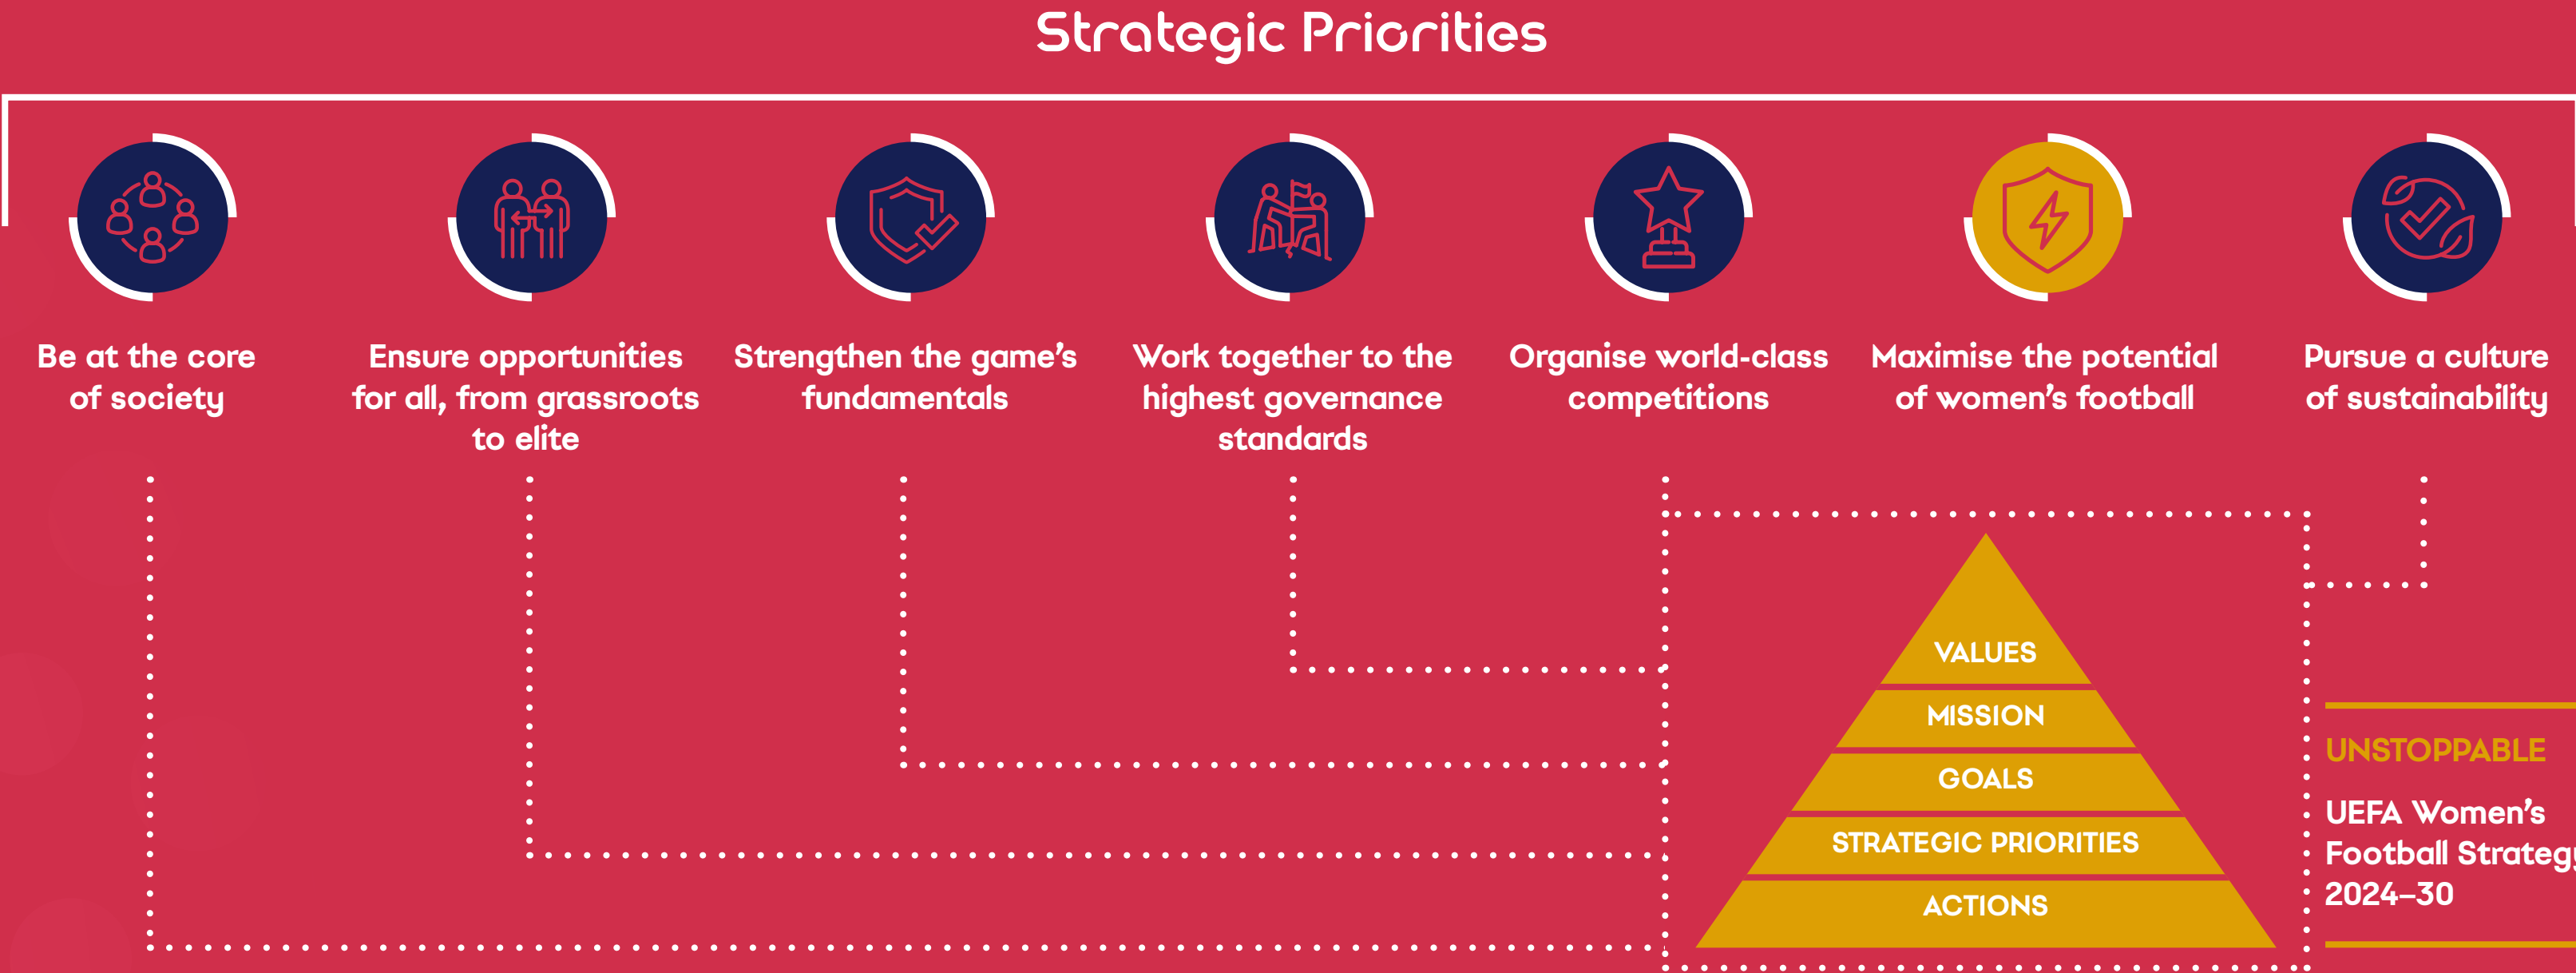 Strategic Priorities
Be at the core
of society
Ensure opportunities
for all, from grassroots
to elite
Strengthen the game's
fundamentals
Work together to the
highest governance
standards
Organise world-class
competitions
Maximise the potential
of women's football
Pursue a culture
of sustainability
VALUES
MISSION
GOALS
STRATEGIC PRIORITIES
ACTIONS
UNSTOPPABLE
UEFA Women's
Football Strategy
2024–30